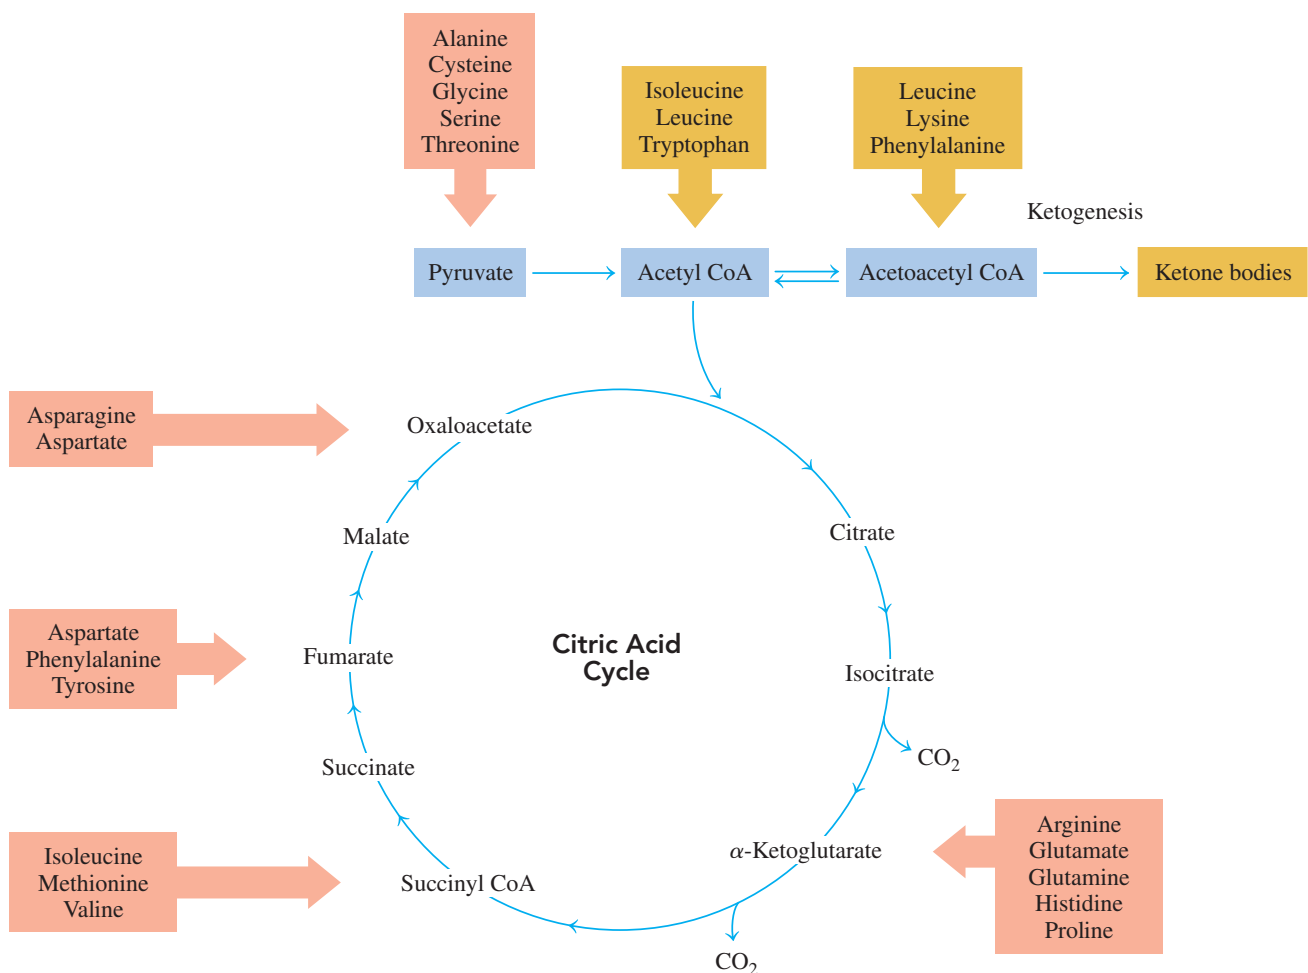 Alanine
Cysteine
Glycine
Serine
Threonine
Isoleucine
Leucine
Tryptophan
Leucine
Lysine
Phenylalanine
Ketogenesis
Pyruvate
Acetyl CoA
Acetoacetyl CoA
Ketone bodies
Asparagine
Aspartate
Oxaloacetate
Malate
Citrate
Aspartate
Phenylalanine
Tyrosine
Fumarate
Citric Acid
Cycle
Isocitrate
CO₂
Succinate
Isoleucine
Methionine
Valine
Succinyl CoA
α-Ketoglutarate
Arginine
Glutamate
Glutamine
Histidine
Proline
CO₂